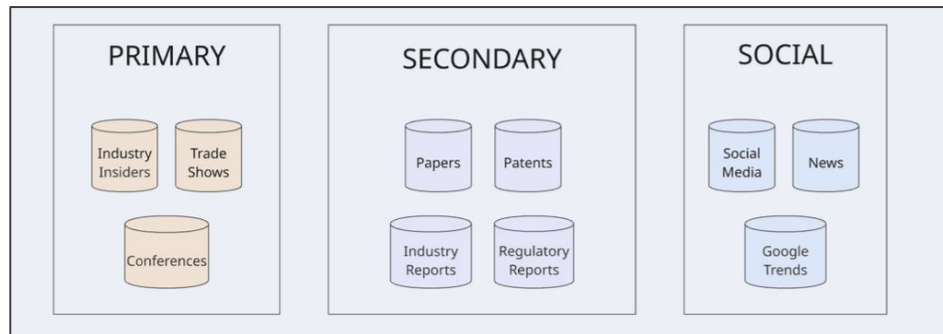 PRIMARY
Industry
Insiders
Trade
Shows
Conferences
SECONDARY
Papers
Patents
Industry
Reports
Regulatory
Reports
SOCIAL
Social
Media
News
Google
Trends